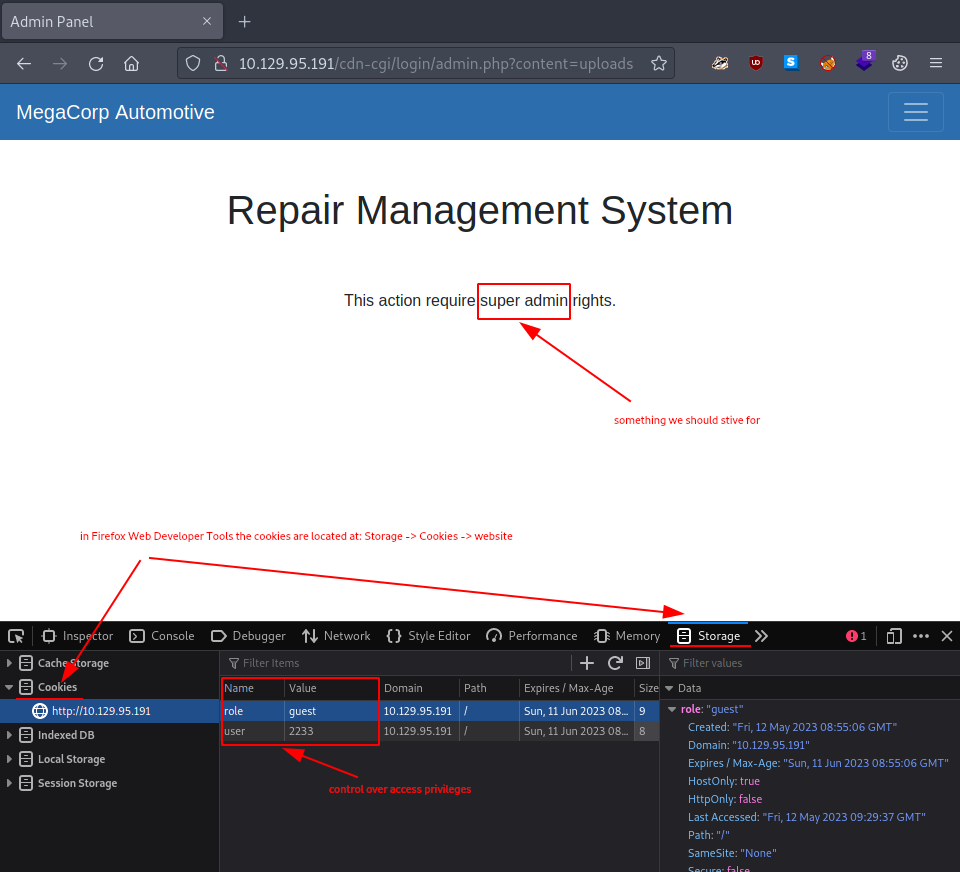 Admin Panel
10.129.95.191/cdn-cgi/login/admin.php?content=uploads
8
MegaCorp Automotive
Repair Management System
This action require super admin rights.
something we should stive for
in Firefox Web Developer Tools the cookies are located at: Storage -> Cookies -> website
Inspector Console Debugger Network Style Editor Performance Memory Storage 1
Cache Storage
Cookies
http://10.129.95.191
Indexed DB
Local Storage
Session Storage
Filter Items
Name Value Domain Path Expires / Max-Age Size
role guest 10.129.95.191 / Sun, 11 Jun 2023 08... 9
user 2233 10.129.95.191 / Sun, 11 Jun 2023 08... 8
control over access privileges
Filter values
Data
role: "guest"
Created: "Fri, 12 May 2023 08:55:06 GMT"
Domain: "10.129.95.191"
Expires / Max-Age: "Sun, 11 Jun 2023 08:55:06 GMT"
HostOnly: true
HttpOnly: false
Last Accessed: "Fri, 12 May 2023 09:29:37 GMT"
Path: "/"
SameSite: "None"
Secure: false